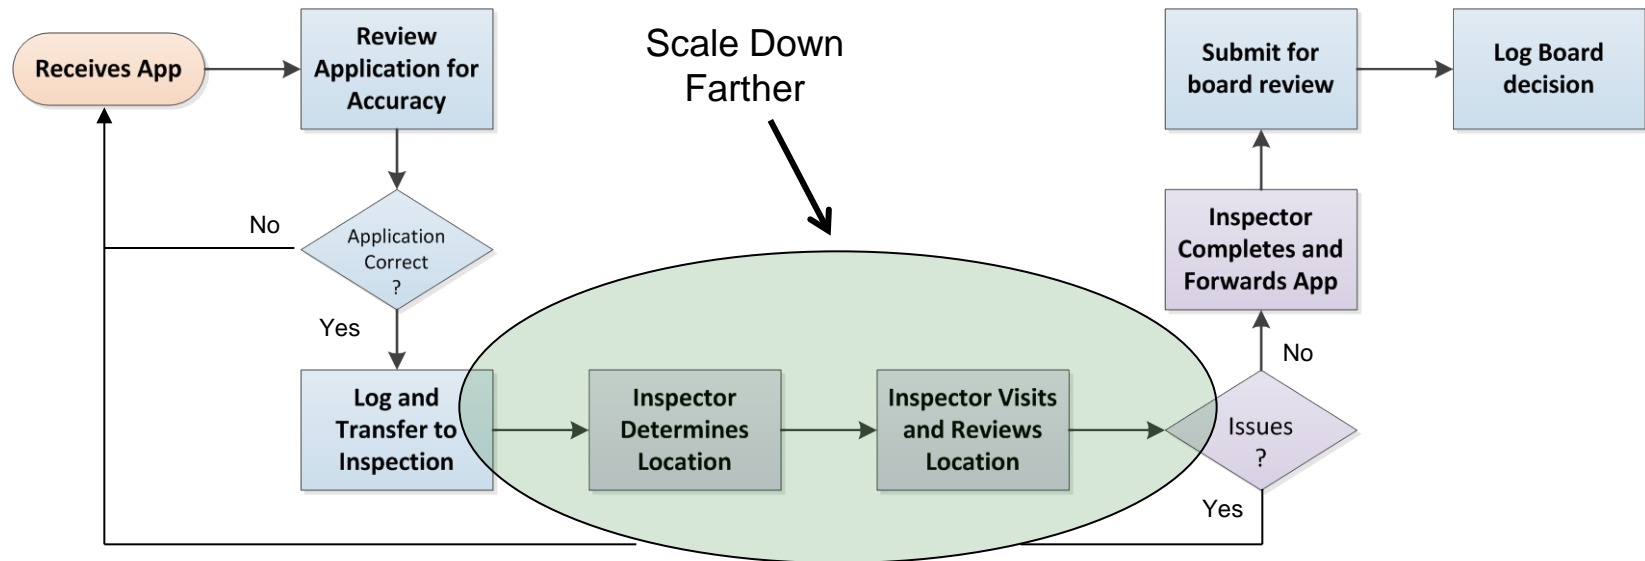 Receives App
Review
Application for
Accuracy
Scale Down
Farther
Submit for
board review
Log Board
decision
No
Application
Correct
?
Inspector
Completes and
Forwards App
Yes
No
Log and
Transfer to
Inspection
Inspector
Determines
Location
Inspector Visits
and Reviews
Location
Issues
?
Yes